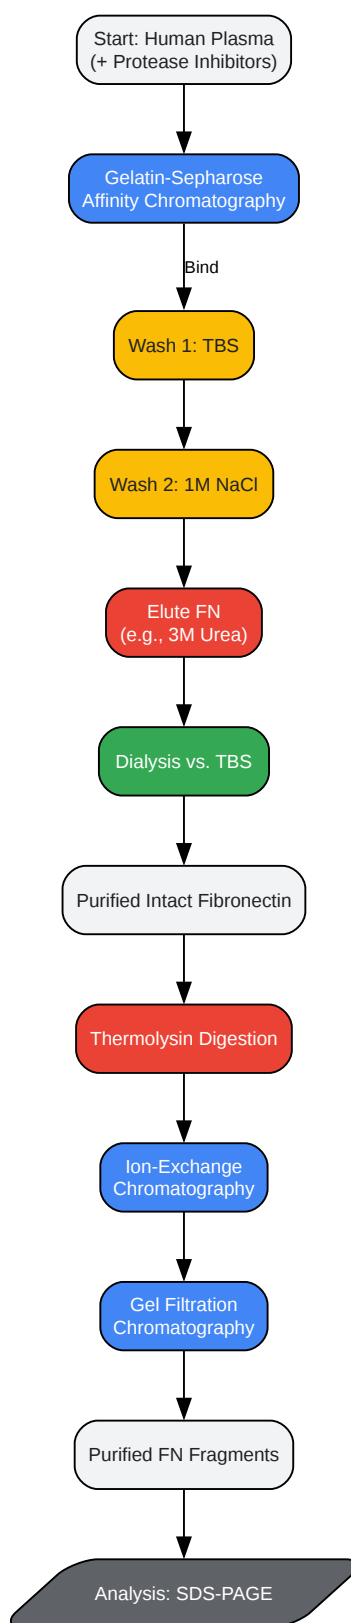 Start: Human Plasma
(+ Protease Inhibitors)
Gelatin-Sepharose
Affinity Chromatography
Bind
Wash 1: TBS
Wash 2: 1M NaCl
Elute FN
(e.g., 3M Urea)
Dialysis vs. TBS
Purified Intact Fibronectin
Thermolysin Digestion
Ion-Exchange
Chromatography
Gel Filtration
Chromatography
Purified FN Fragments
Analysis: SDS-PAGE